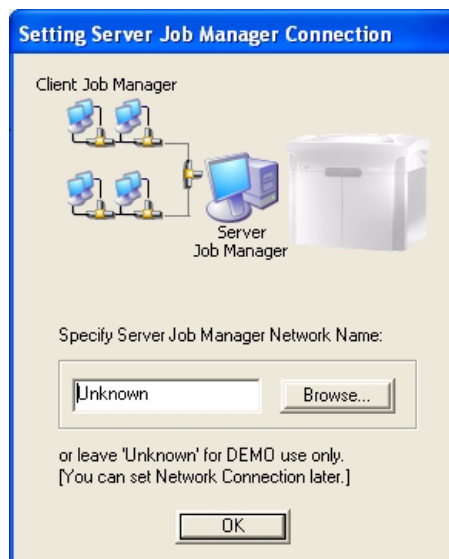 Setting Server Job Manager Connection
Client Job Manager
Server
Job Manager
Specify Server Job Manager Network Name:
Unknown
Browse...
or leave 'Unknown' for DEMO use only.
[You can set Network Connection later.]
OK